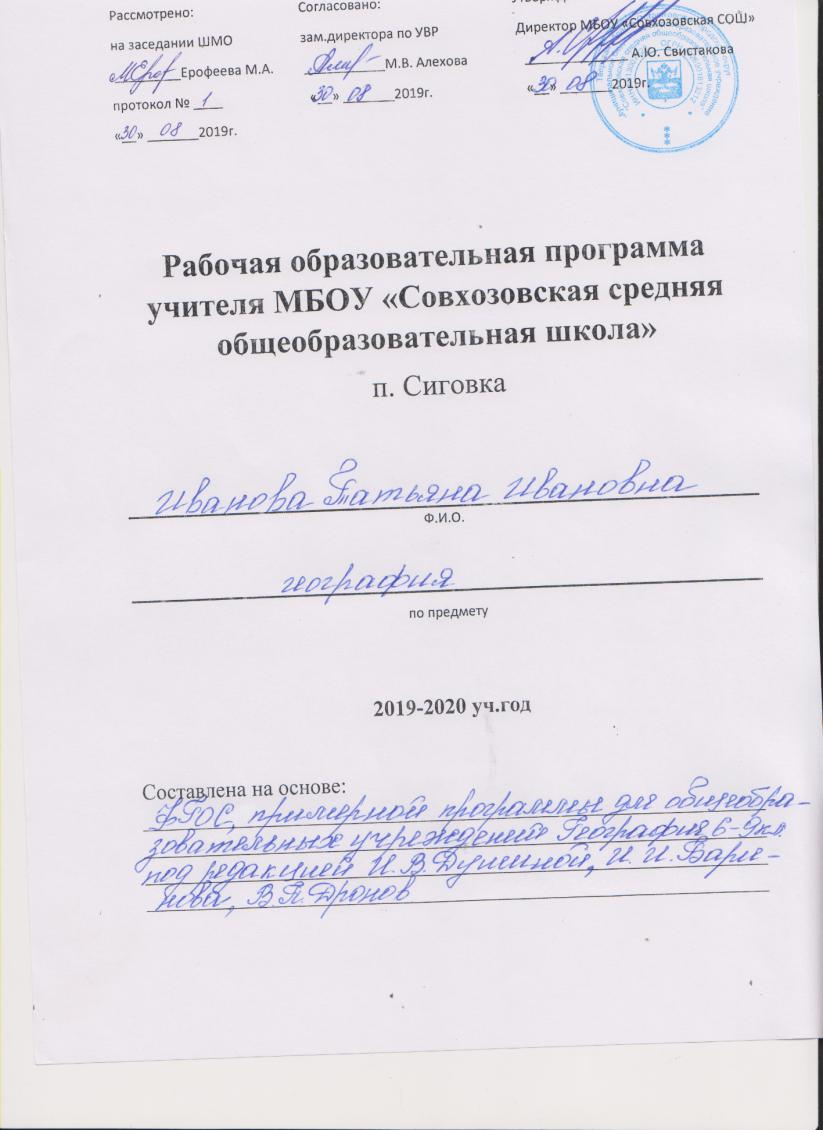 Рассмотрено:
на заседании ШМО
Ерофеева М.А.
протокол № 1
«30» 08 2019г.
Согласовано:
зам.директора по УВР
М.В. Алехова
«30» 08 2019г.
Директор МБОУ «Совхозовская СОШ»
А.Ю. Свистакова
«30» 08 2019г.
Рабочая образовательная программа
учителя МБОУ «Совхозовская средняя
общеобразовательная школа»
п. Сиговка
Иванова Татьяна Ивановна
Ф.И.О.
география
по предмету
2019-2020 уч.год
Составлена на основе:
ФГОС, примерной программы для общеобра-
зовательных учреждений География 6-9кл.
под редакцией И.В.Душиной, И.И.Бари-
нова, В.П.Дронов